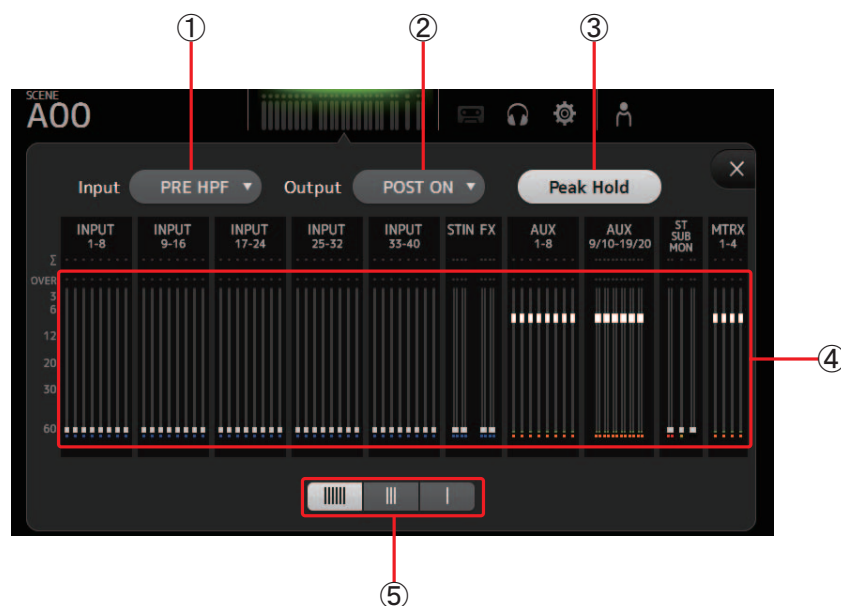 ① ② ③
SCENE
A00
Input PRE HPF ▼ Output POST ON ▼ Peak Hold ×
INPUT 1-8
INPUT 9-16
INPUT 17-24
INPUT 25-32
INPUT 33-40
STIN FX
AUX 1-8
AUX 9/10-19/20
ST SUB MON
MTRX 1-4
Σ
OVER
3
6
12
20
30
60
④
⑤